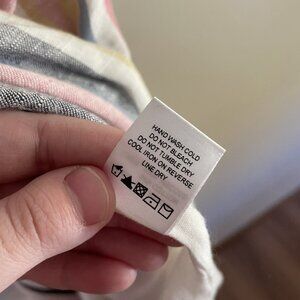 HAND WASH COLD
DO NOT BLEACH
DO NOT TUMBLE DRY
COOL IRON ON REVERSE
LINE DRY